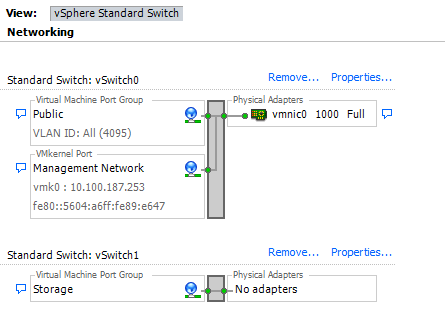 View: vSphere Standard Switch
Networking
Standard Switch: vSwitch0 Remove... Properties...
Virtual Machine Port Group Physical Adapters
Public vmnic0 1000 Full
VLAN ID: All (4095)
VMkernel Port
Management Network
vmk0 : 10.100.187.253
fe80::5604:a6ff:fe89:e647
Standard Switch: vSwitch1 Remove... Properties...
Virtual Machine Port Group Physical Adapters
Storage No adapters